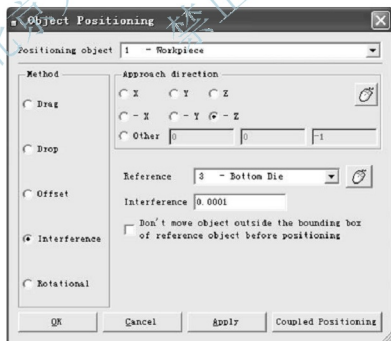 Object Positioning
Positioning object 1 - Workpiece
Method
Approach direction
Drag
X Y Z
- X - Y - Z
Other 0 0 -1
Drop
Reference 3 - Bottom Die
Offset
Interference 0.0001
Don't move object outside the bounding box
of reference object before positioning
Interference
Rotational
OK Cancel Apply Coupled Positioning